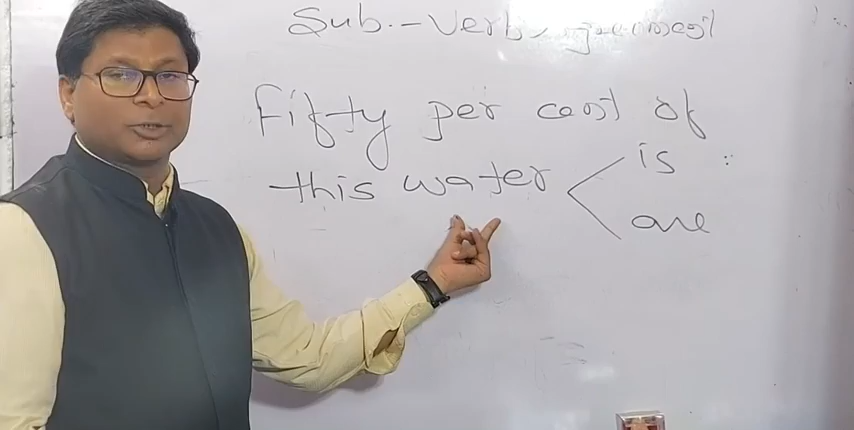 Sub.-Verb
Fifty per cent of
this water is
are